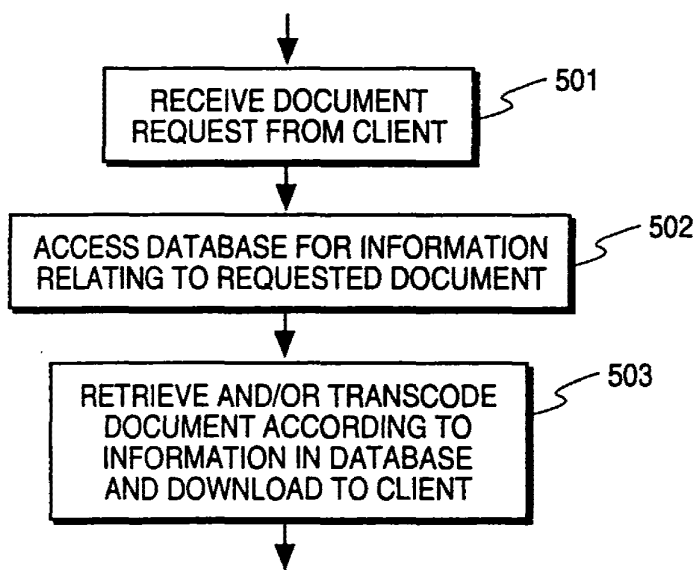 RECEIVE DOCUMENT
REQUEST FROM CLIENT
501
ACCESS DATABASE FOR INFORMATION
RELATING TO REQUESTED DOCUMENT
502
RETRIEVE AND/OR TRANSCODE
DOCUMENT ACCORDING TO
INFORMATION IN DATABASE
AND DOWNLOAD TO CLIENT
503